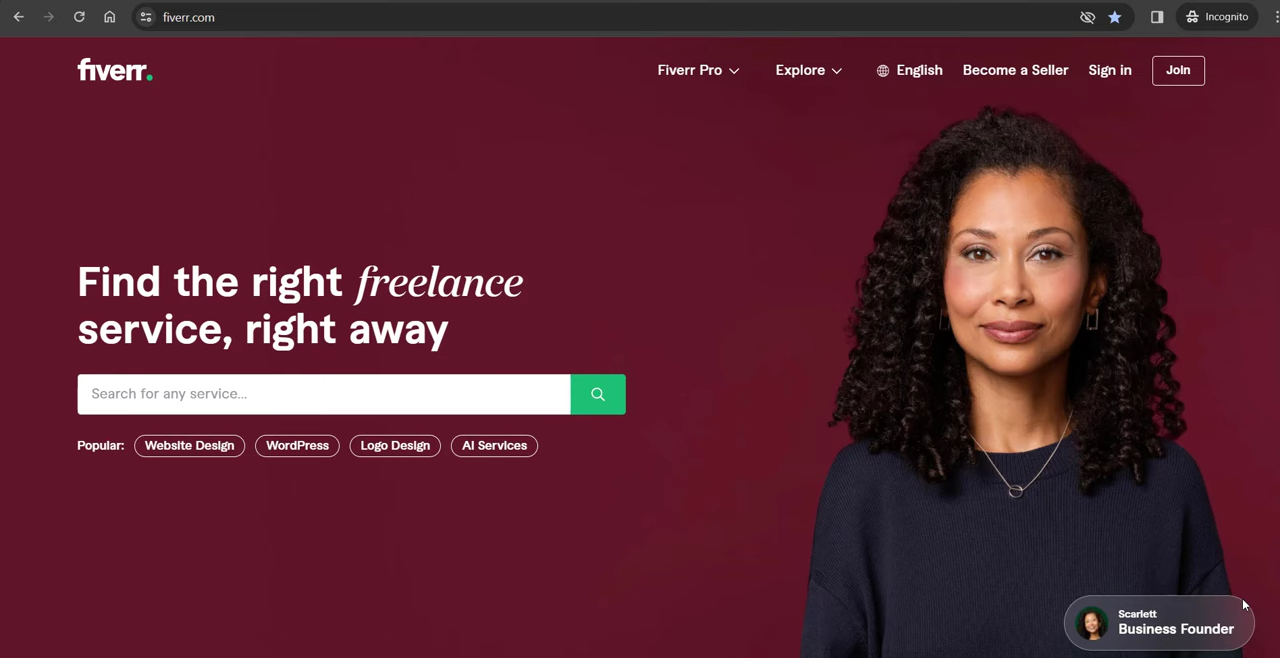 fiverr.com
Incognito
fiverr.
Fiverr Pro
Explore
English
Become a Seller
Sign in
Join
Find the right freelance
service, right away
Search for any service...
Popular: Website Design WordPress Logo Design AI Services
Scarlett
Business Founder